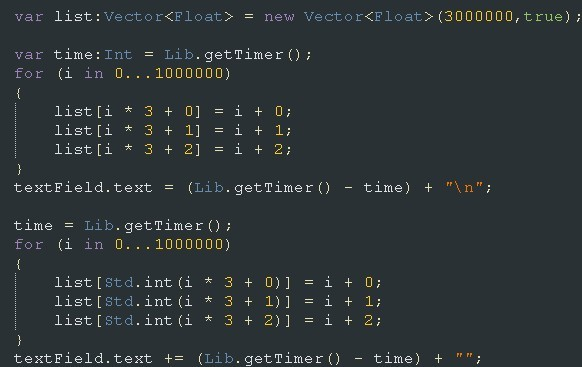 var list:Vector<Float> = new Vector<Float>(3000000,true);
var time:Int = Lib.getTimer();
for (i in 0...1000000)
{
list[i * 3 + 0] = i + 0;
list[i * 3 + 1] = i + 1;
list[i * 3 + 2] = i + 2;
}
textField.text = (Lib.getTimer() - time) + "\n";
time = Lib.getTimer();
for (i in 0...1000000)
{
list[Std.int(i * 3 + 0)] = i + 0;
list[Std.int(i * 3 + 1)] = i + 1;
list[Std.int(i * 3 + 2)] = i + 2;
}
textField.text += (Lib.getTimer() - time) + "";